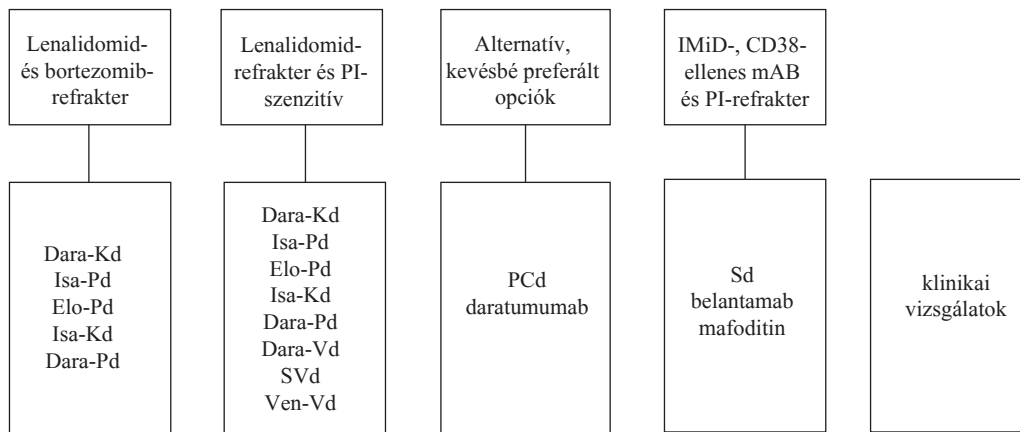 Lenalidomid-
és bortezomib-
refrakter
Lenalidomid-
refrakter és PI-
szenzitív
Alternatív,
kevésbé preferált
opciók
IMiD-, CD38-
ellenes mAB
és PI-refrakter
Dara-Kd
Isa-Pd
Elo-Pd
Isa-Kd
Dara-Pd
Dara-Kd
Isa-Pd
Elo-Pd
Isa-Kd
Dara-Pd
Dara-Vd
SVd
Ven-Vd
PCd
daratumumab
Sd
belantamab
mafoditin
klinikai
vizsgálatok